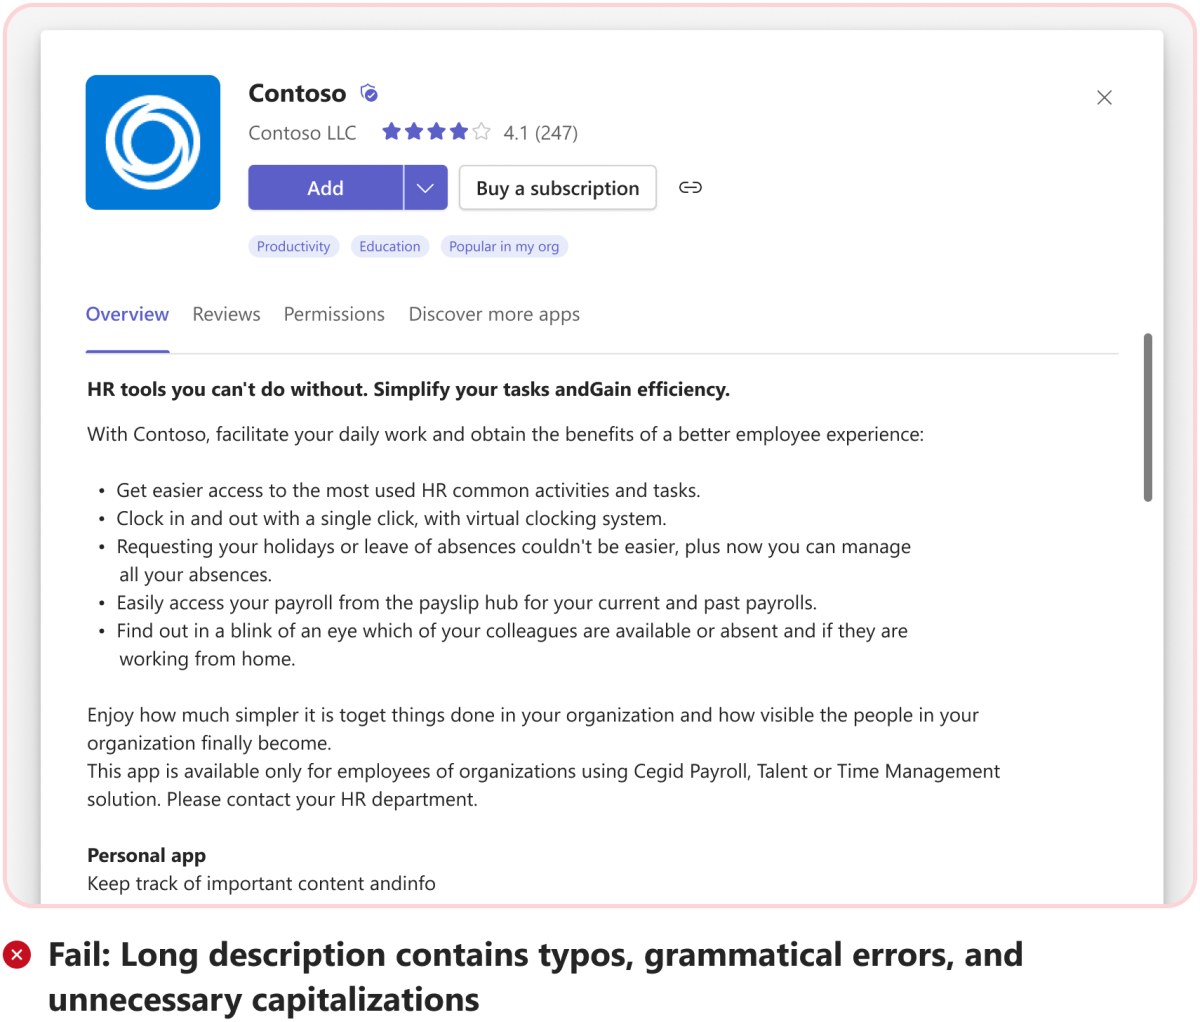 Contoso
Contoso LLC 4.1 (247)
Add Buy a subscription
Productivity Education Popular in my org
Overview Reviews Permissions Discover more apps
HR tools you can't do without. Simplify your tasks andGain efficiency.
With Contoso, facilitate your daily work and obtain the benefits of a better employee experience:
• Get easier access to the most used HR common activities and tasks.
• Clock in and out with a single click, with virtual clocking system.
• Requesting your holidays or leave of absences couldn't be easier, plus now you can manage
all your absences.
• Easily access your payroll from the payslip hub for your current and past payrolls.
• Find out in a blink of an eye which of your colleagues are available or absent and if they are
working from home.
Enjoy how much simpler it is toget things done in your organization and how visible the people in your
organization finally become.
This app is available only for employees of organizations using Cegid Payroll, Talent or Time Management
solution. Please contact your HR department.
Personal app
Keep track of important content andinfo
Fail: Long description contains typos, grammatical errors, and
unnecessary capitalizations